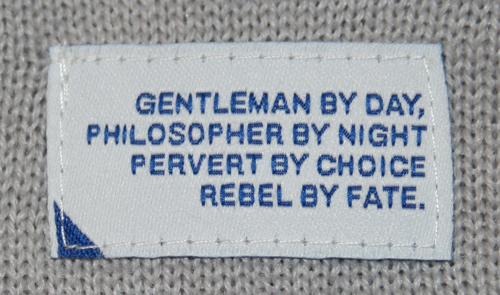 GENTLEMAN BY DAY,
PHILOSOPHER BY NIGHT
PERVERT BY CHOICE
REBEL BY FATE.